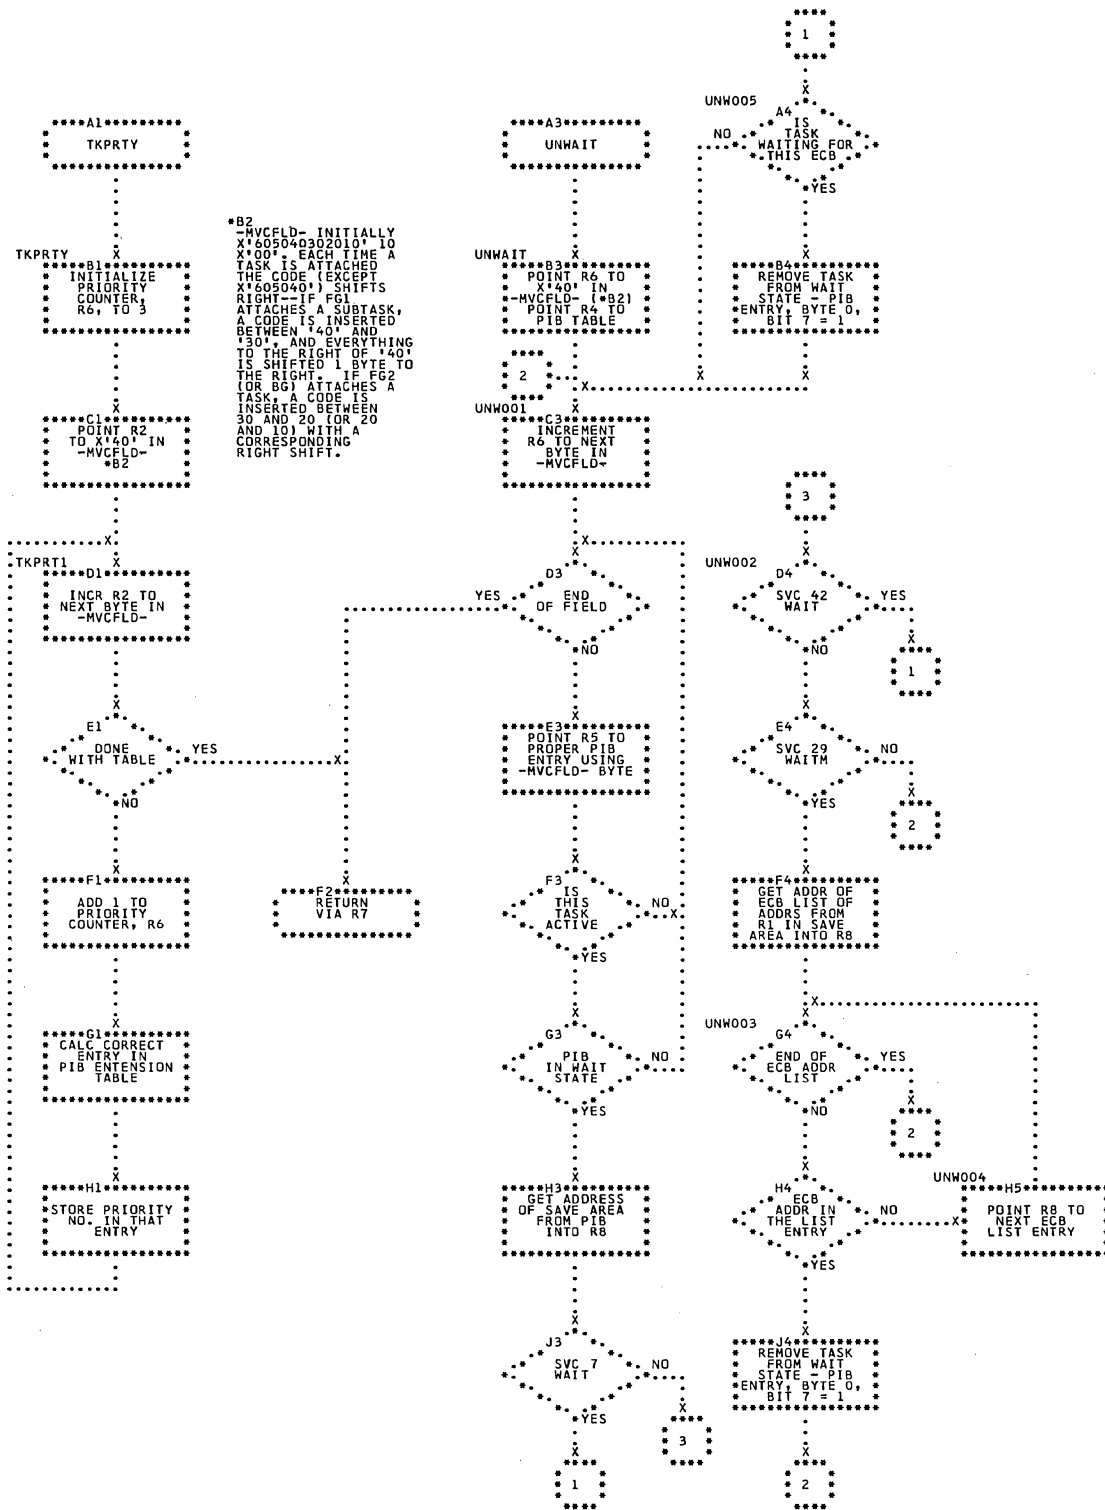 A1
TKPRTY
TKPRTY
B1
INITIALIZE
PRIORITY
COUNTER,
R6, TO 3
C1
POINT R2
TO X'40' IN
-MVCFLD-
*B2
TKPRT1
D1
INCR R2 TO
NEXT BYTE IN
-MVCFLD-
E1
DONE
WITH TABLE
YES
NO
F1
ADD 1 TO
PRIORITY
COUNTER, R6
G1
CALC CORRECT
ENTRY IN
PIB ENTENSION
TABLE
H1
STORE PRIORITY
NO. IN THAT
ENTRY
*B2
-MVCFLD- INITIALLY
X'605040302010' 10
X'00'. EACH TIME A
TASK IS ATTACHED
THE CODE (EXCEPT
X'605040') SHIFTS
RIGHT--IF FG1
ATTACHES A SUBTASK,
A CODE IS INSERTED
BETWEEN '40' AND
'30', AND EVERYTHING
TO THE RIGHT OF '40'
IS SHIFTED 1 BYTE TO
THE RIGHT. IF FG2
(OR BG) ATTACHES A
TASK, A CODE IS
INSERTED BETWEEN
30 AND 20 (OR 20
AND 10) WITH A
CORRESPONDING
RIGHT SHIFT.
F2
RETURN
VIA R7
A3
UNWAIT
UNWAIT
B3
POINT R6 TO
X'40' IN
-MVCFLD- (*B2)
POINT R4 TO
PIB TABLE
2
UNW001
C3
INCREMENT
R6 TO NEXT
BYTE IN
-MVCFLD-
D3
END
OF FIELD
YES
NO
E3
POINT R5 TO
PROPER PIB
ENTRY USING
-MVCFLD- BYTE
F3
IS
THIS
TASK
ACTIVE
NO
YES
G3
PIB
IN WAIT
STATE
NO
YES
H3
GET ADDRESS
OF SAVE AREA
FROM PIB
INTO R8
J3
SVC 7
WAIT
NO
YES
3
1
1
UNW005
A4
IS
TASK
WAITING FOR
THIS ECB
NO
YES
B4
REMOVE TASK
FROM WAIT
STATE - PIB
ENTRY, BYTE 0,
BIT 7 = 1
3
UNW002
D4
SVC 42
WAIT
YES
NO
1
E4
SVC 29
WAITM
NO
YES
2
F4
GET ADDR OF
ECB LIST OF
ADDRS FROM
R1 IN SAVE
AREA INTO R8
UNW003
G4
END OF
ECB ADDR
LIST
YES
NO
2
H4
ECB
ADDR IN
THE LIST
ENTRY
NO
YES
UNW004
H5
POINT R8 TO
NEXT ECB
LIST ENTRY
J4
REMOVE TASK
FROM WAIT
STATE - PIB
ENTRY, BYTE 0,
BIT 7 = 1
2